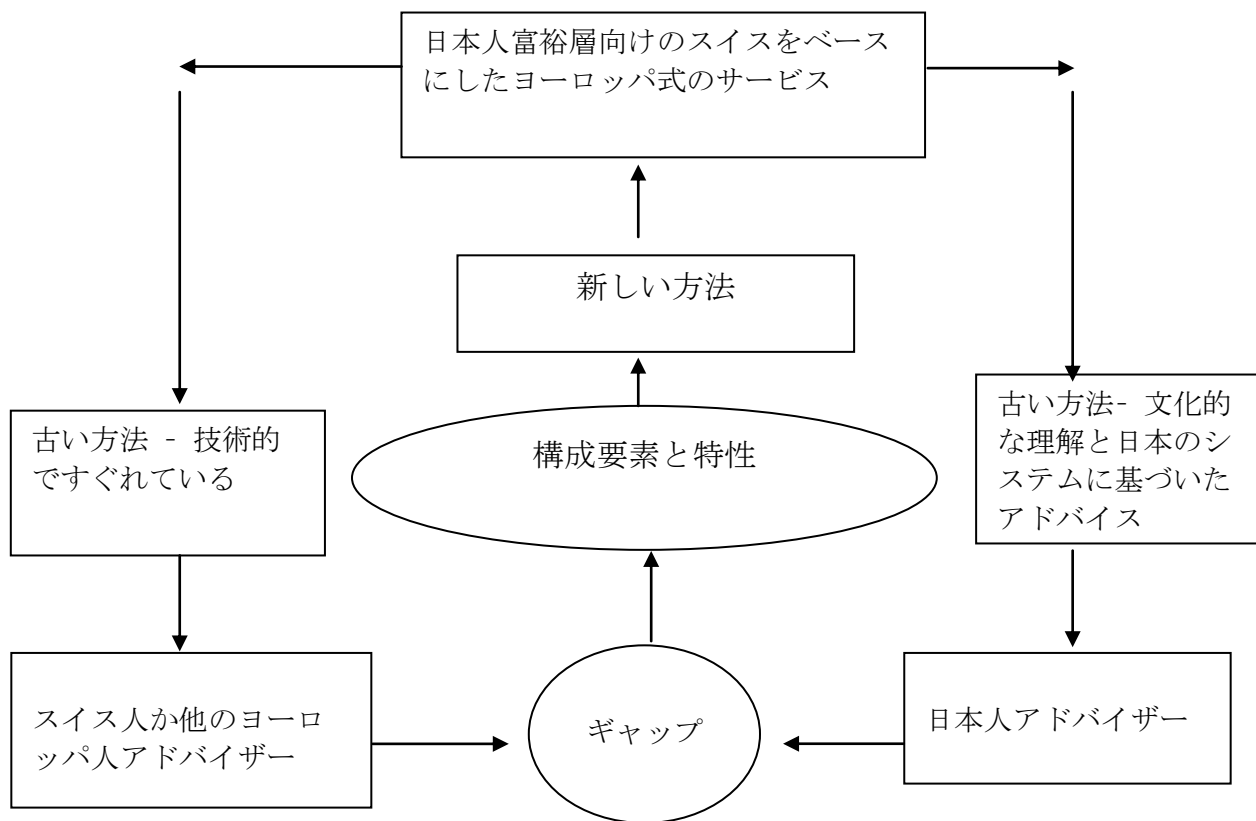 日本人富裕層向けのスイスをベース
にしたヨーロッパ式のサービス
新しい方法
古い方法 - 技術的
ですぐれている
構成要素と特性
古い方法- 文化的
な理解と日本のシ
ステムに基づいた
アドバイス
スイス人か他のヨーロ
ッパ人アドバイザー
ギャップ
日本人アドバイザー